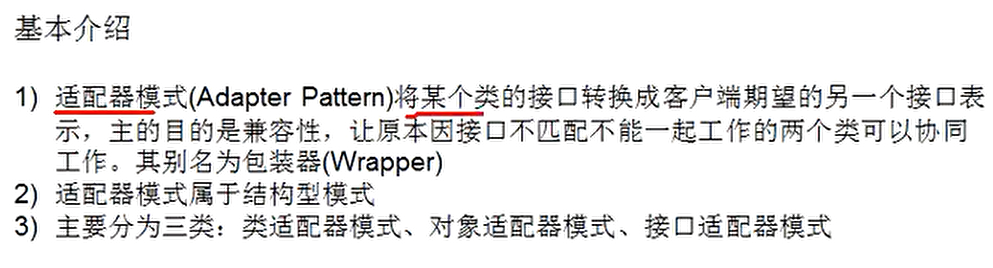 基本介绍
1) 适配器模式(Adapter Pattern)将某个类的接口转换成客户端期望的另一个接口表
示，主的目的是兼容性，让原本因接口不匹配不能一起工作的两个类可以协同
工作。其别名为包装器(Wrapper)
2) 适配器模式属于结构型模式
3) 主要分为三类：类适配器模式、对象适配器模式、接口适配器模式